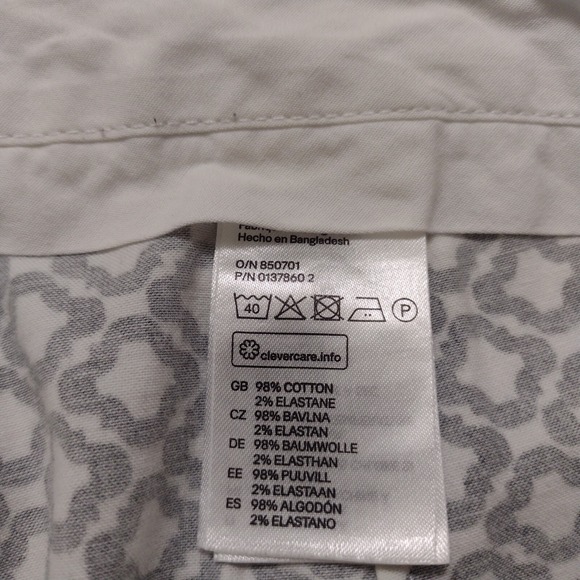 Hecho en Bangladesh
O/N 850701
P/N 0137860 2
40 P
clevercare.info
GB 98% COTTON
2% ELASTANE
CZ 98% BAVLNA
2% ELASTAN
DE 98% BAUMWOLLE
2% ELASTHAN
EE 98% PUUVILL
2% ELASTAAN
ES 98% ALGODÓN
2% ELASTANO